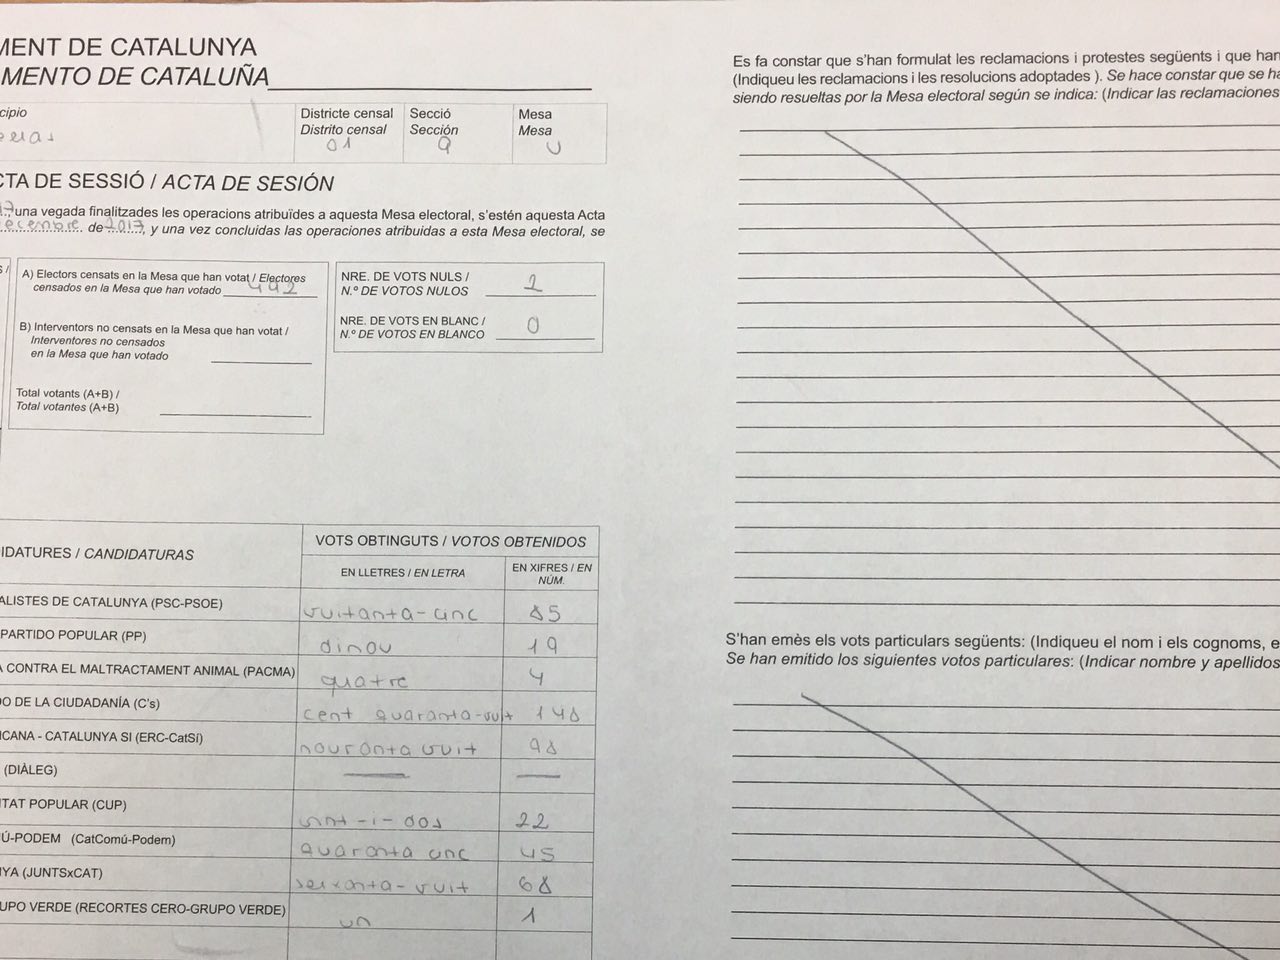 MENT DE CATALUNYA
MENTO DE CATALUÑA
cipio
Districte censal
Distrito censal
01
Secció
Sección
9
Mesa
Mesa
U
CTA DE SESSIÓ / ACTA DE SESIÓN
una vegada finalitzades les operacions atribuïdes a aquesta Mesa electoral, s'estén aquesta Acta
ecembre de 2017, y una vez concluidas las operaciones atribuidas a esta Mesa electoral, se
A) Electors censats en la Mesa que han votat / Electores
censados en la Mesa que han votado 492
B) Interventors no censats en la Mesa que han votat /
Interventores no censados
en la Mesa que han votado
Total votants (A+B) /
Total votantes (A+B)
NRE. DE VOTS NULS /
N.º DE VOTOS NULOS 2
NRE. DE VOTS EN BLANC /
N.º DE VOTOS EN BLANCO 0
IDATURES / CANDIDATURAS
VOTS OBTINGUTS / VOTOS OBTENIDOS
EN LLETRES / EN LETRA
EN XIFRES / EN
NÚM.
ALISTES DE CATALUNYA (PSC-PSOE) vuitanta-cinc 85
PARTIDO POPULAR (PP) dinou 19
A CONTRA EL MALTRACTAMENT ANIMAL (PACMA) quatre 4
DO DE LA CIUDADANÍA (C's) cent quaranta-vuit 148
ICANA - CATALUNYA SI (ERC-CatSí) nouranta vuit 98
(DIÀLEG)
TAT POPULAR (CUP) vint-i-dos 22
Ú-PODEM (CatComú-Podem) quaranta cinc 45
NYA (JUNTSxCAT) seixanta-vuit 68
UPO VERDE (RECORTES CERO-GRUPO VERDE) un 1
Es fa constar que s'han formulat les reclamacions i protestes següents i que han
(Indiqueu les reclamacions i les resolucions adoptades ). Se hace constar que se ha
siendo resueltas por la Mesa electoral según se indica: (Indicar las reclamaciones
S'han emès els vots particulars següents: (Indiqueu el nom i els cognoms, e
Se han emitido los siguientes votos particulares: (Indicar nombre y apellidos